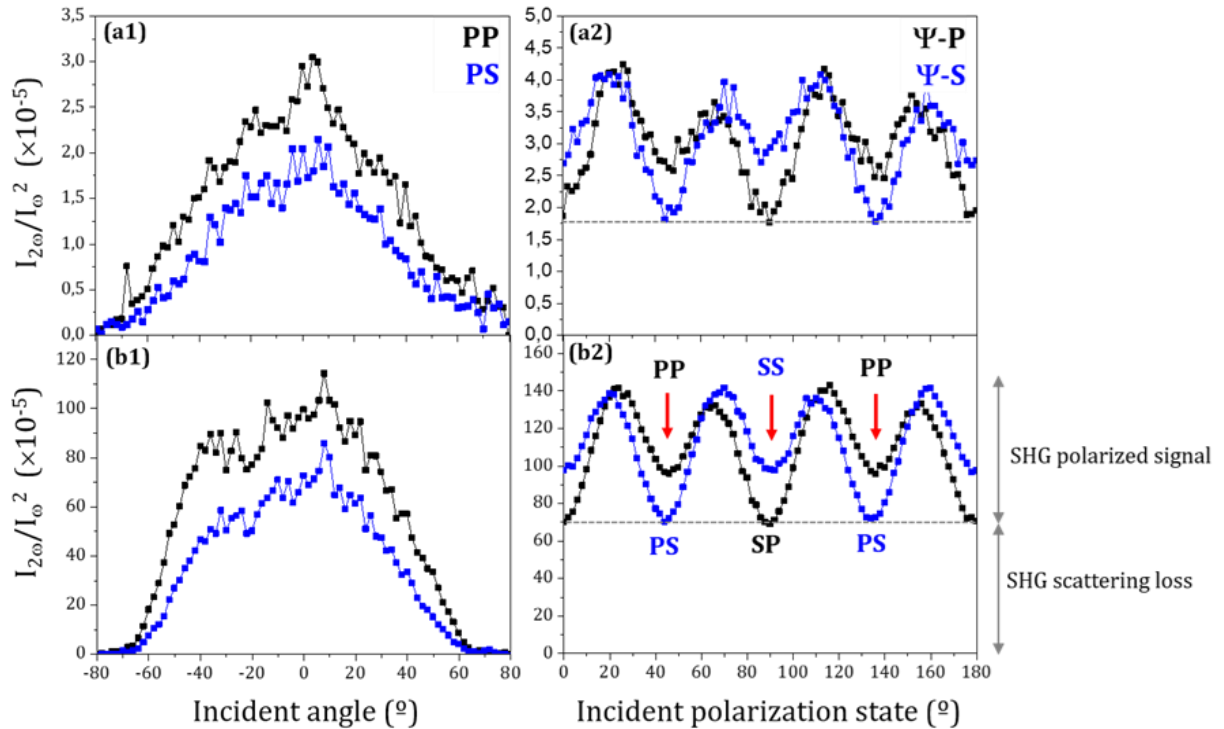 (a1)
PP
PS
3,5
3,0
2,5
2,0
1,5
1,0
0,5
0,0
I2ω/Iω² (×10⁻⁵)
(a2)
Ψ-P
Ψ-S
5,0
4,5
4,0
3,5
3,0
2,5
2,0
1,5
1,0
0,5
0,0
(b1)
120
100
80
60
40
20
0
I2ω/Iω² (×10⁻⁵)
-80 -60 -40 -20 0 20 40 60 80
Incident angle (º)
(b2)
160
140
120
100
80
60
40
20
0
PP SS PP
PS SP PS
0 20 40 60 80 100 120 140 160 180
Incident polarization state (º)
SHG polarized signal
SHG scattering loss